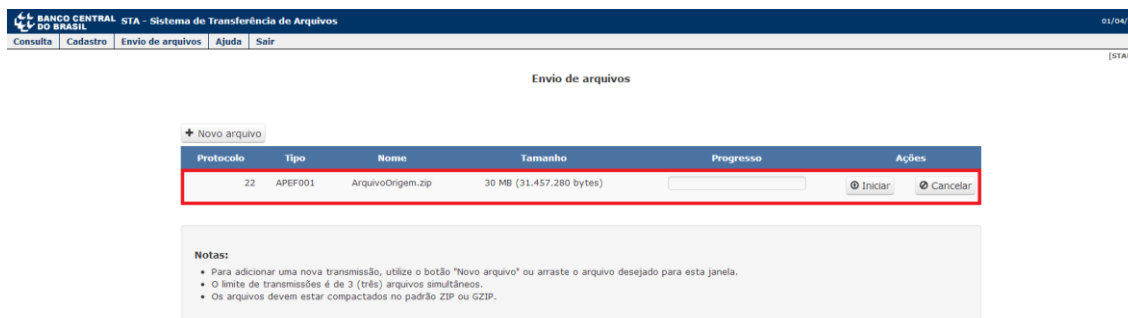 BANCO CENTRAL DO BRASIL STA - Sistema de Transferência de Arquivos 01/04/
Consulta Cadastro Envio de arquivos Ajuda Sair
[STA
Envio de arquivos
+ Novo arquivo
Protocolo Tipo Nome Tamanho Progresso Ações
22 APEF001 ArquivoOrigem.zip 30 MB (31.457.280 bytes) Iniciar Cancelar
Notas:
• Para adicionar uma nova transmissão, utilize o botão "Novo arquivo" ou arraste o arquivo desejado para esta janela.
• O limite de transmissões é de 3 (três) arquivos simultâneos.
• Os arquivos devem estar compactados no padrão ZIP ou GZIP.